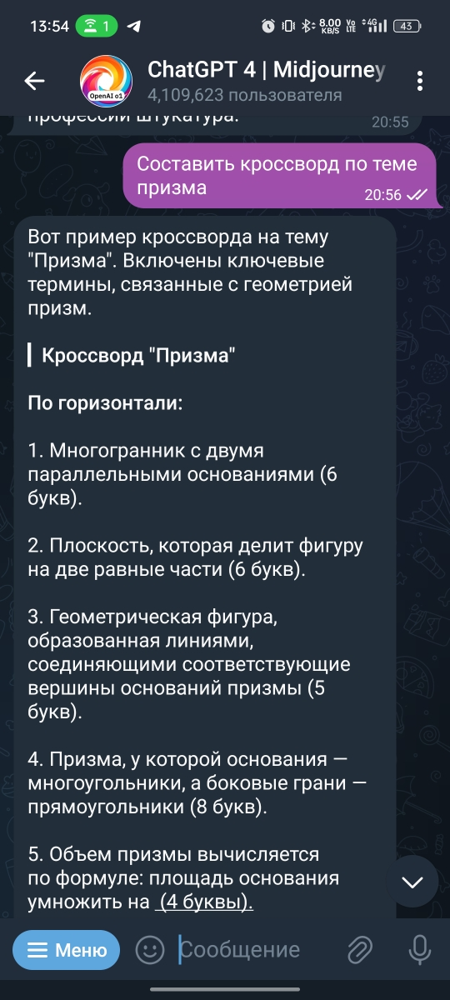 13:54 1 8.00 KB/S Vo LTE 4G 43
ChatGPT 4 | Midjourney
OpenAI o1
4,109,623 пользователя
профессии штукатура.
20:55
Составить кроссворд по теме
призма
20:56
Вот пример кроссворда на тему
"Призма". Включены ключевые
термины, связанные с геометрией
призм.
Кроссворд "Призма"
По горизонтали:
1. Многогранник с двумя
параллельными основаниями (6
букв).
2. Плоскость, которая делит фигуру
на две равные части (6 букв).
3. Геометрическая фигура,
образованная линиями,
соединяющими соответствующие
вершины оснований призмы (5
букв).
4. Призма, у которой основания —
многоугольники, а боковые грани —
прямоугольники (8 букв).
5. Объем призмы вычисляется
по формуле: площадь основания
умножить на  (4 буквы).
Меню
Сообщение